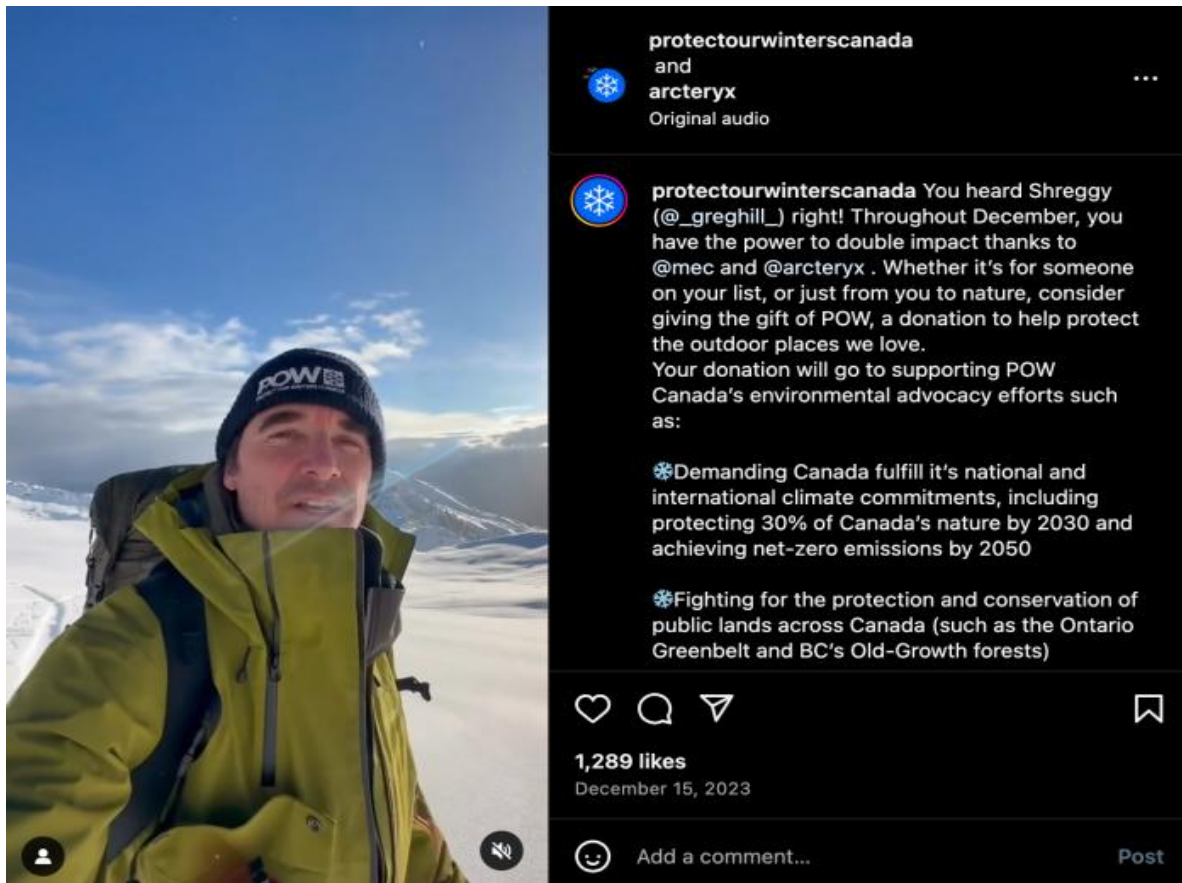 protectourwinterscanada
and
arcteryx
Original audio
POW
protectourwinterscanada You heard Shreggy
(@_greghill_) right! Throughout December, you
have the power to double impact thanks to
@mec and @arcteryx . Whether it's for someone
on your list, or just from you to nature, consider
giving the gift of POW, a donation to help protect
the outdoor places we love.
Your donation will go to supporting POW
Canada's environmental advocacy efforts such
as:
❄Demanding Canada fulfill it's national and
international climate commitments, including
protecting 30% of Canada's nature by 2030 and
achieving net-zero emissions by 2050
❄Fighting for the protection and conservation of
public lands across Canada (such as the Ontario
Greenbelt and BC's Old-Growth forests)
1,289 likes
December 15, 2023
Add a comment...
Post